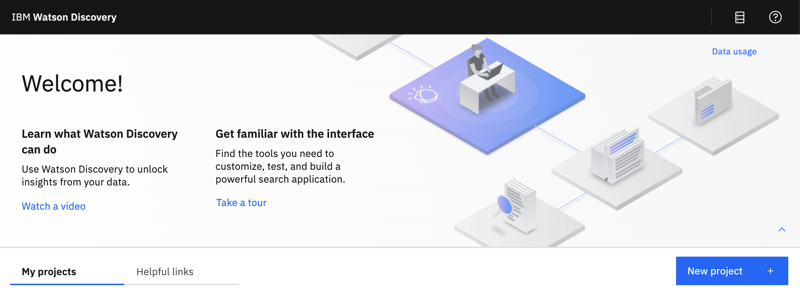 IBM Watson Discovery
Data usage
Welcome!
Learn what Watson Discovery
can do
Use Watson Discovery to unlock
insights from your data.
Watch a video
Get familiar with the interface
Find the tools you need to
customize, test, and build a
powerful search application.
Take a tour
My projects
Helpful links
New project +